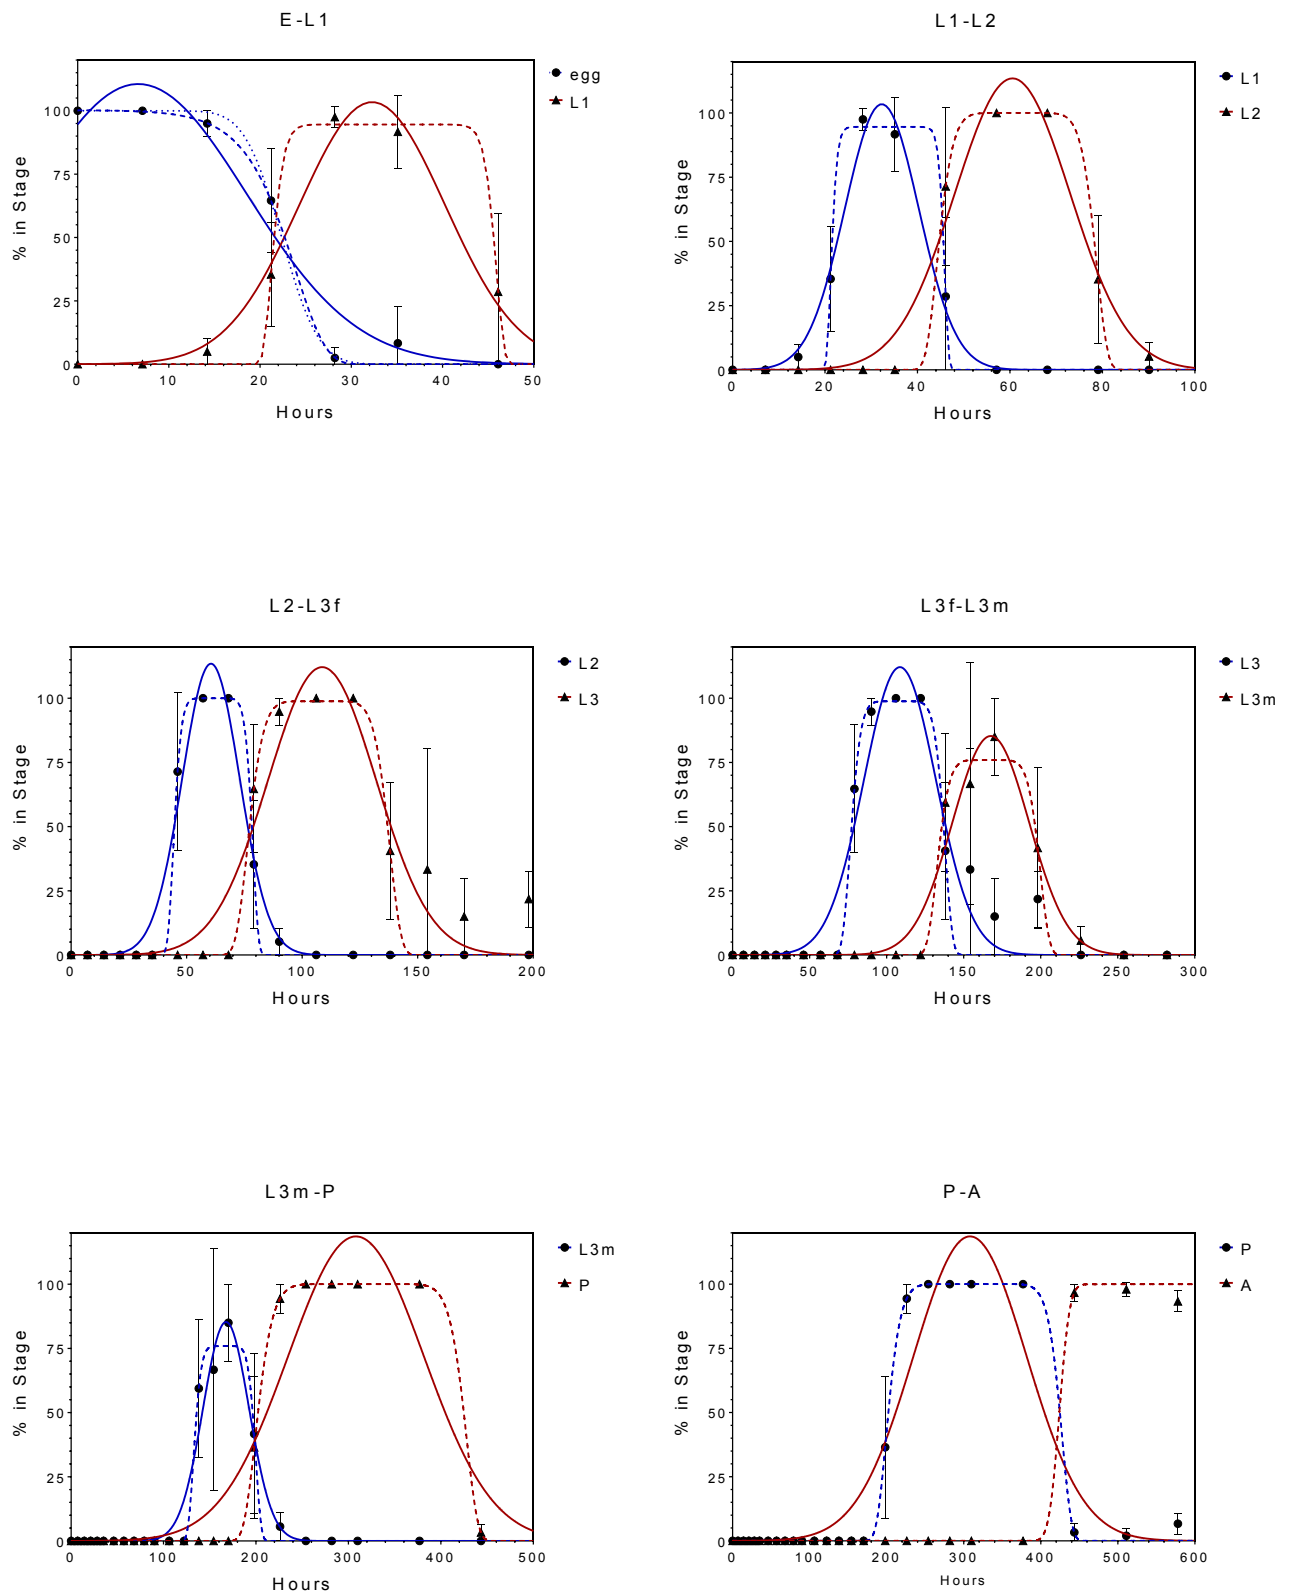 E-L1
egg
L1
100
75
50
25
0
% in Stage
0 10 20 30 40 50
Hours
L1-L2
L1
L2
100
75
50
25
0
% in Stage
0 20 40 60 80 100
Hours
L2-L3f
L2
L3
100
75
50
25
0
% in Stage
0 50 100 150 200
Hours
L3f-L3m
L3
L3m
100
75
50
25
0
% in Stage
0 50 100 150 200 250 300
Hours
L3m-P
L3m
P
100
75
50
25
0
% in Stage
0 100 200 300 400 500
Hours
P-A
P
A
100
75
50
25
0
% in Stage
0 100 200 300 400 500 600
Hours